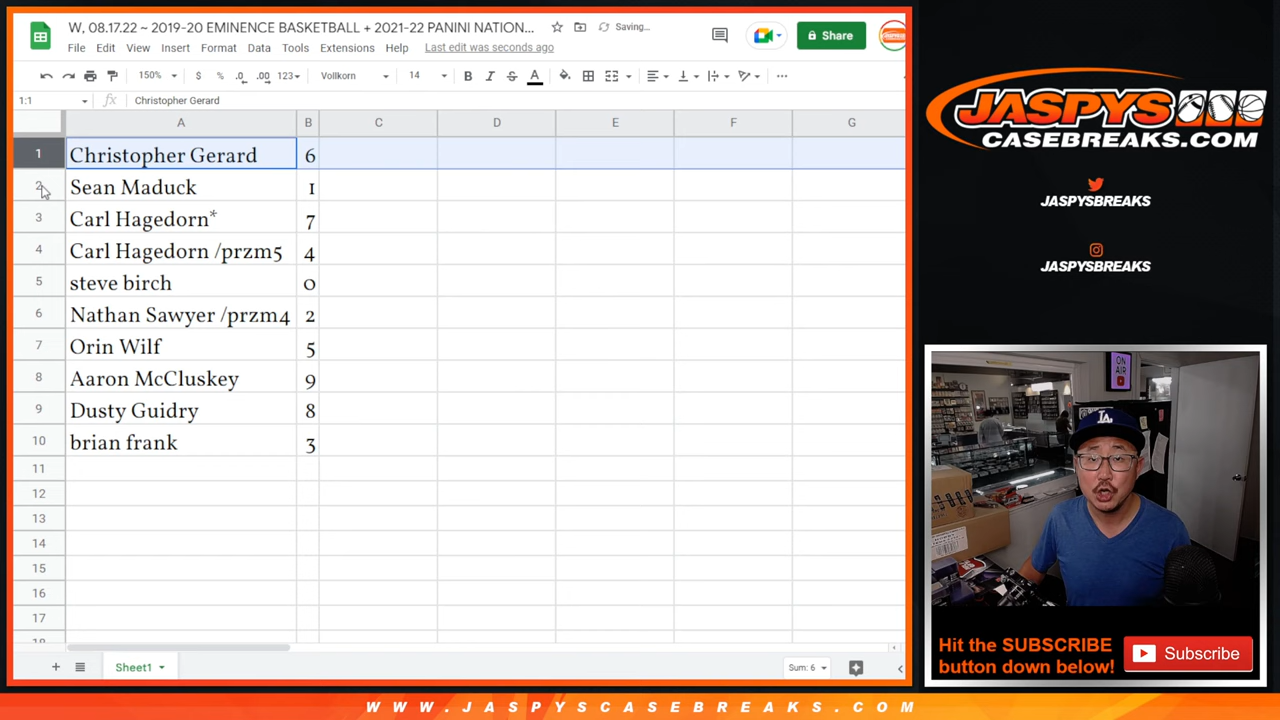 W, 08.17.22 ~ 2019-20 EMINENCE BASKETBALL + 2021-22 PANINI NATION...
Saving...
Share
File Edit View Insert Format Data Tools Extensions Help Last edit was seconds ago
150% $ % .0 .00 123 Vollkorn 14 B I S A
1:1 fx Christopher Gerard
A B C D E F G
1 Christopher Gerard 6
2 Sean Maduck 1
3 Carl Hagedorn* 7
4 Carl Hagedorn /przm5 4
5 steve birch 0
6 Nathan Sawyer /przm4 2
7 Orin Wilf 5
8 Aaron McCluskey 9
9 Dusty Guidry 8
10 brian frank 3
11
12
13
14
15
16
17
18
Sheet1
Sum: 6
JASPYS
CASEBREAKS.COM
JASPYSBREAKS
JASPYSBREAKS
ON
AIR
LA
Hit the SUBSCRIBE
button down below!
Subscribe
WWW.JASPYSCASEBREAKS.COM